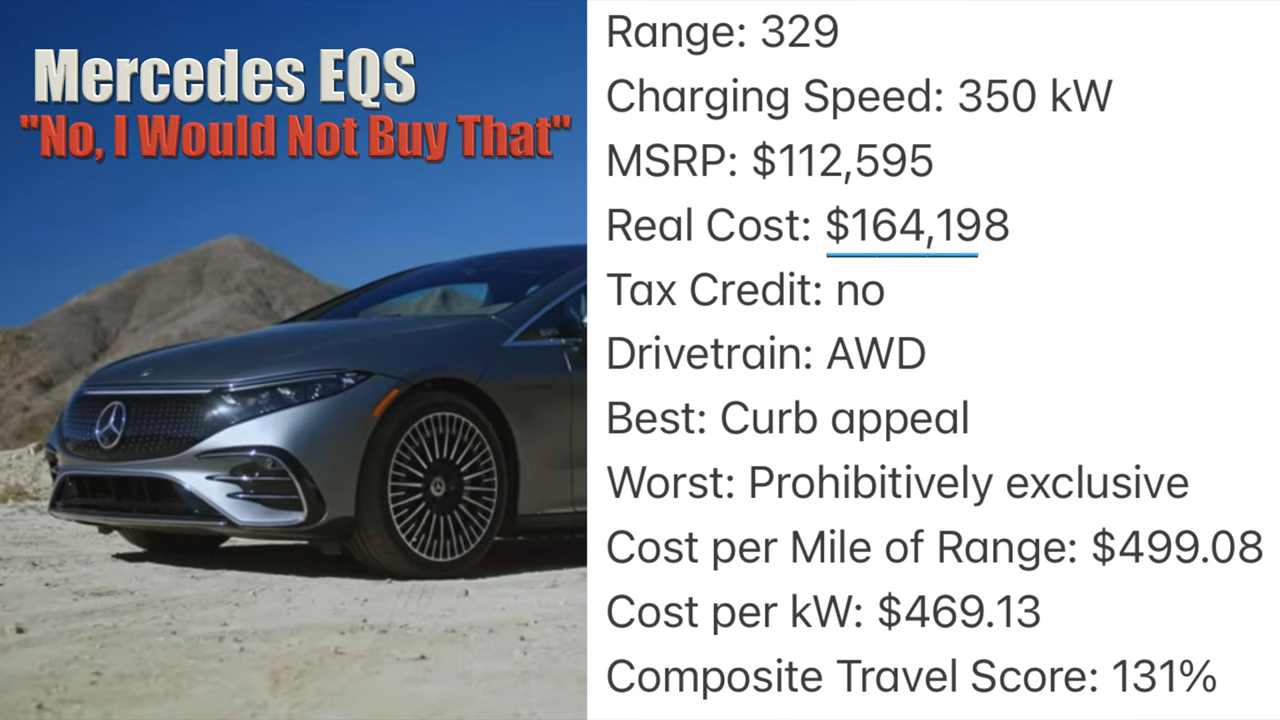 Mercedes EQS
"No, I Would Not Buy That"
Range: 329
Charging Speed: 350 kW
MSRP: $112,595
Real Cost: $164,198
Tax Credit: no
Drivetrain: AWD
Best: Curb appeal
Worst: Prohibitively exclusive
Cost per Mile of Range: $499.08
Cost per kW: $469.13
Composite Travel Score: 131%